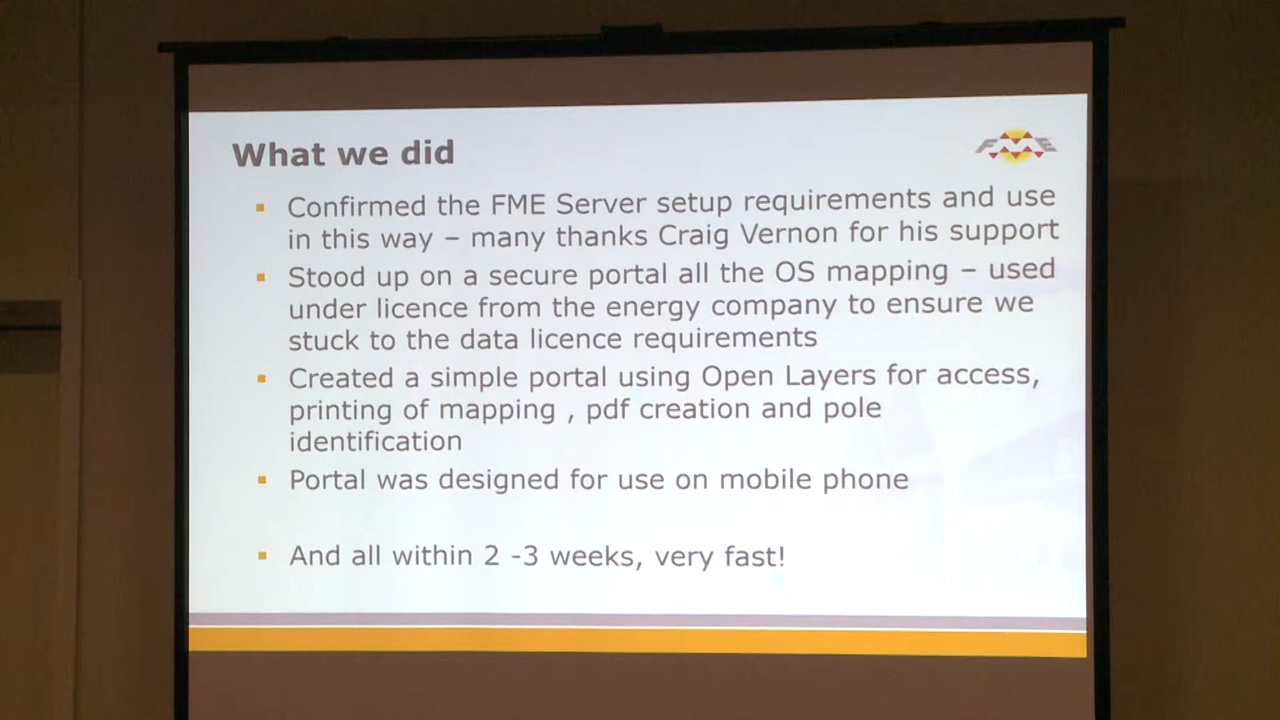 What we did
FME
Confirmed the FME Server setup requirements and use
in this way – many thanks Craig Vernon for his support
Stood up on a secure portal all the OS mapping – used
under licence from the energy company to ensure we
stuck to the data licence requirements
Created a simple portal using Open Layers for access,
printing of mapping , pdf creation and pole
identification
Portal was designed for use on mobile phone
And all within 2 -3 weeks, very fast!